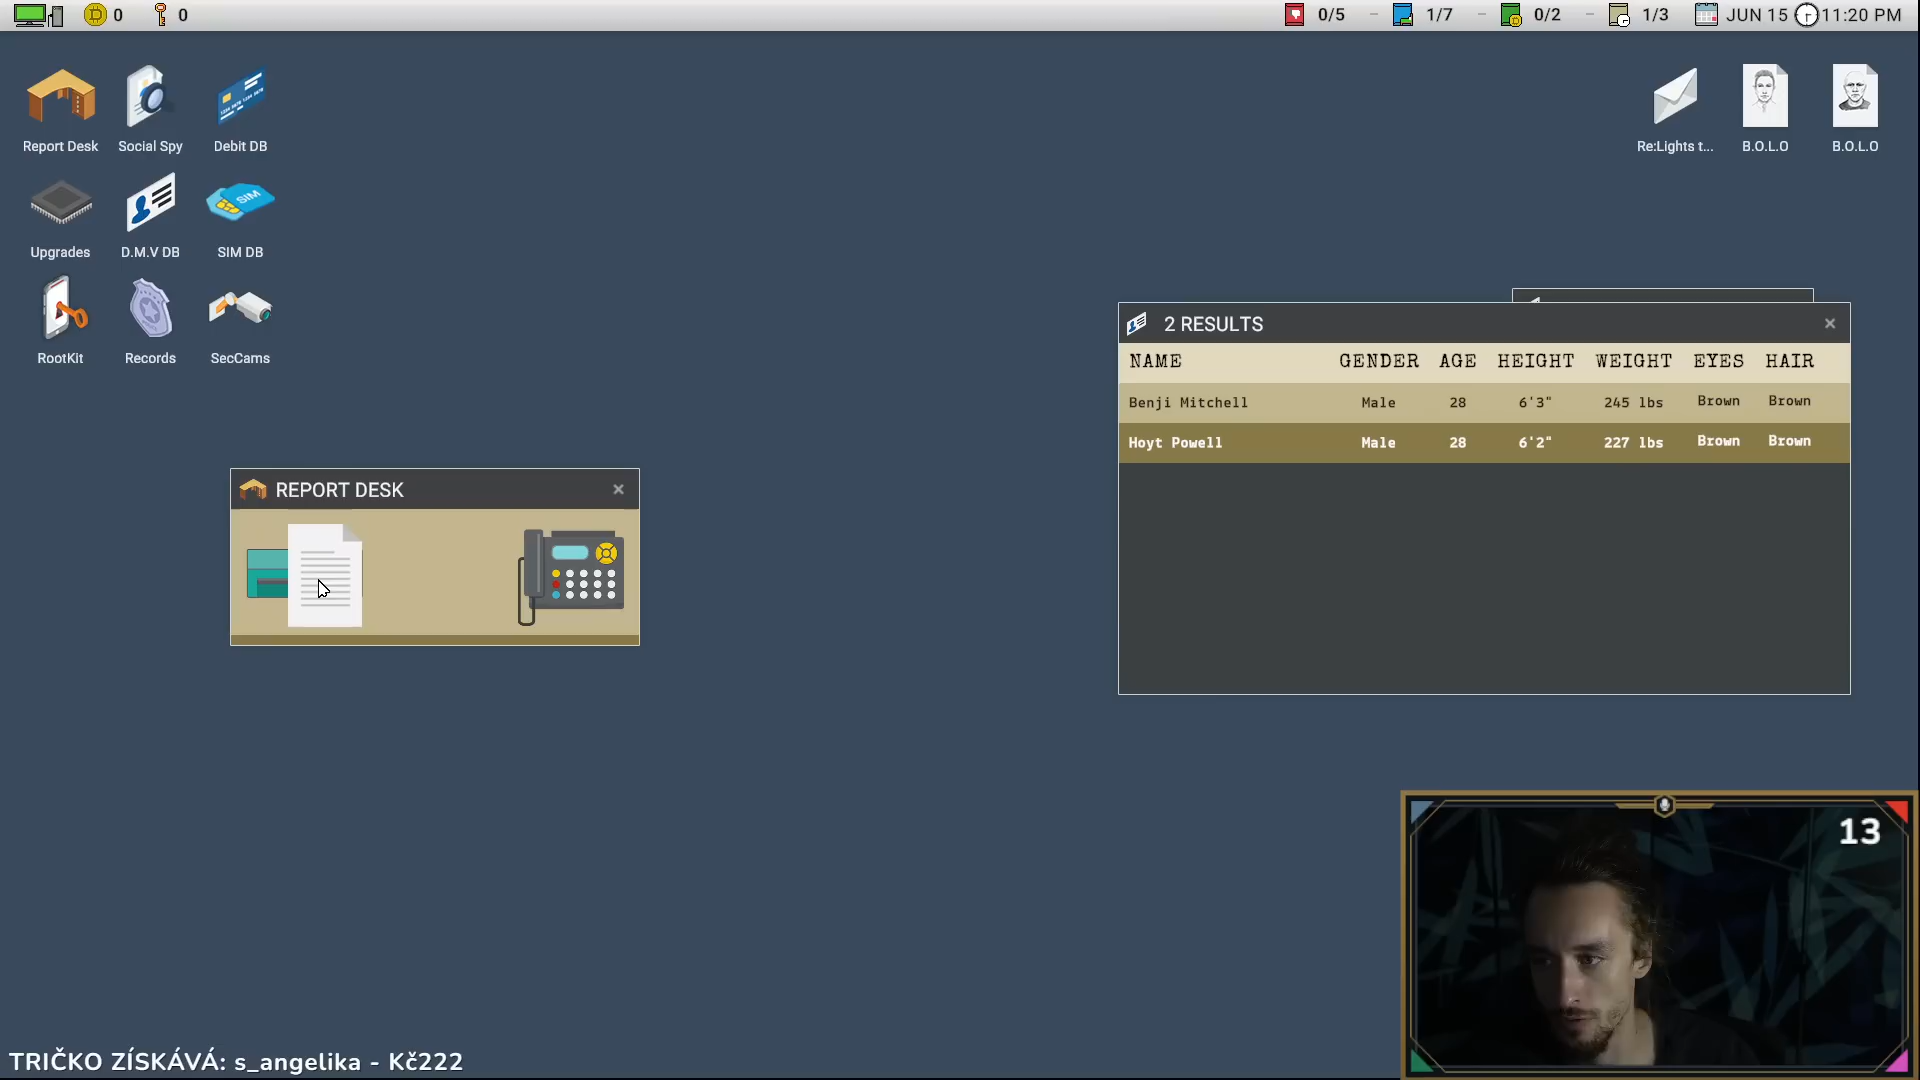 0
0
0/5
1/7
0/2
1/3
JUN 15
11:20 PM
Report Desk
Social Spy
Debit DB
Re:Lights t...
B.O.L.O
B.O.L.O
Upgrades
D.M.V DB
SIM DB
RootKit
Records
SecCams
2 RESULTS
NAME GENDER AGE HEIGHT WEIGHT EYES HAIR
Benji Mitchell Male 28 6'3" 245 lbs Brown Brown
Hoyt Powell Male 28 6'2" 227 lbs Brown Brown
REPORT DESK
13
TRIČKO ZÍSKÁVÁ: s_angelika - Kč222